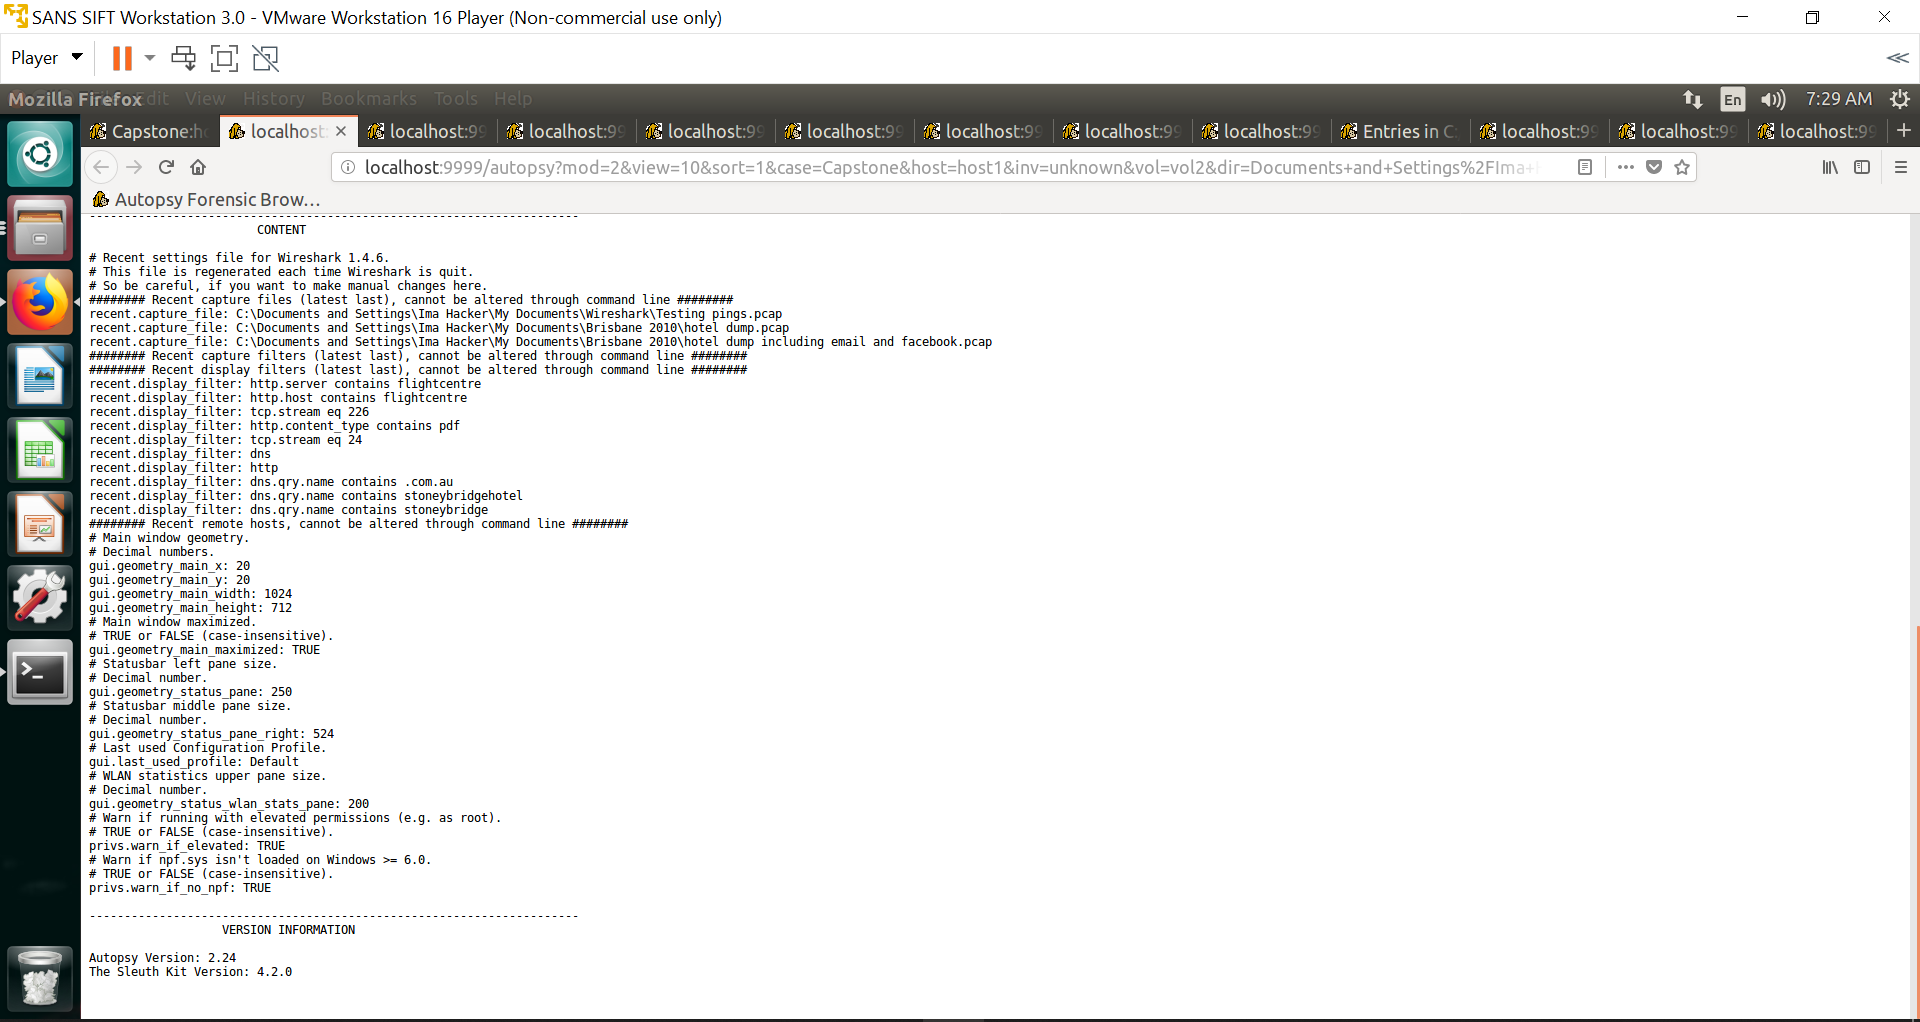 SANS SIFT Workstation 3.0 - VMware Workstation 16 Player (Non-commercial use only)
Player
Mozilla Firefox Edit View History Bookmarks Tools Help
En 7:29 AM
Capstone:h localhost: localhost:99 localhost:99 localhost:99 localhost:99 localhost:99 localhost:99 localhost:99 Entries in C: localhost:99 localhost:99 localhost:99
localhost:9999/autopsy?mod=2&view=10&sort=1&case=Capstone&host=host1&inv=unknown&vol=vol2&dir=Documents+and+Settings%2FIma+
Autopsy Forensic Brow...
----------------------------------------------------------------------
CONTENT
# Recent settings file for Wireshark 1.4.6.
# This file is regenerated each time Wireshark is quit.
# So be careful, if you want to make manual changes here.
######## Recent capture files (latest last), cannot be altered through command line ########
recent.capture_file: C:\Documents and Settings\Ima Hacker\My Documents\Wireshark\Testing pings.pcap
recent.capture_file: C:\Documents and Settings\Ima Hacker\My Documents\Brisbane 2010\hotel dump.pcap
recent.capture_file: C:\Documents and Settings\Ima Hacker\My Documents\Brisbane 2010\hotel dump including email and facebook.pcap
######## Recent capture filters (latest last), cannot be altered through command line ########
######## Recent display filters (latest last), cannot be altered through command line ########
recent.display_filter: http.server contains flightcentre
recent.display_filter: http.host contains flightcentre
recent.display_filter: tcp.stream eq 226
recent.display_filter: http.content_type contains pdf
recent.display_filter: tcp.stream eq 24
recent.display_filter: dns
recent.display_filter: http
recent.display_filter: dns.qry.name contains .com.au
recent.display_filter: dns.qry.name contains stoneybridgehotel
recent.display_filter: dns.qry.name contains stoneybridge
######## Recent remote hosts, cannot be altered through command line ########
# Main window geometry.
# Decimal numbers.
gui.geometry_main_x: 20
gui.geometry_main_y: 20
gui.geometry_main_width: 1024
gui.geometry_main_height: 712
# Main window maximized.
# TRUE or FALSE (case-insensitive).
gui.geometry_main_maximized: TRUE
# Statusbar left pane size.
# Decimal number.
gui.geometry_status_pane: 250
# Statusbar middle pane size.
# Decimal number.
gui.geometry_status_pane_right: 524
# Last used Configuration Profile.
gui.last_used_profile: Default
# WLAN statistics upper pane size.
# Decimal number.
gui.geometry_status_wlan_stats_pane: 200
# Warn if running with elevated permissions (e.g. as root).
# TRUE or FALSE (case-insensitive).
privs.warn_if_elevated: TRUE
# Warn if npf.sys isn't loaded on Windows >= 6.0.
# TRUE or FALSE (case-insensitive).
privs.warn_if_no_npf: TRUE
----------------------------------------------------------------------
VERSION INFORMATION
Autopsy Version: 2.24
The Sleuth Kit Version: 4.2.0